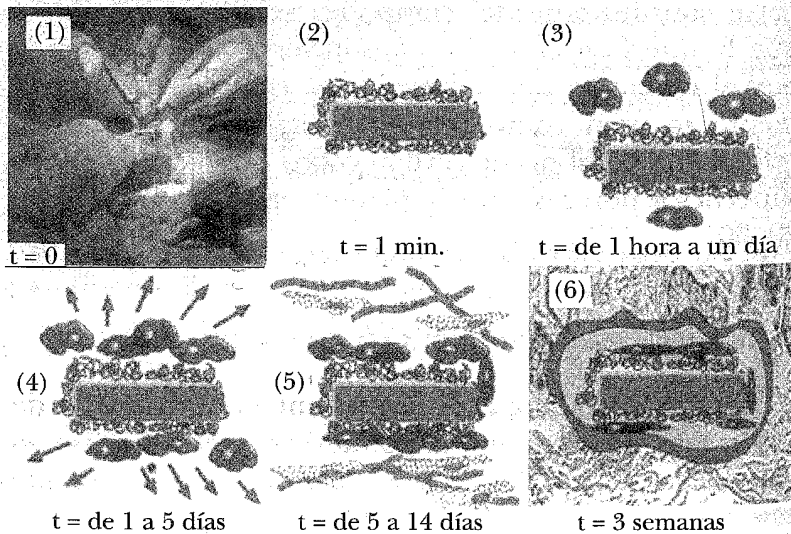 (1)
t = 0
(2)
t = 1 min.
(3)
t = de 1 hora a un día
(4)
t = de 1 a 5 días
(5)
t = de 5 a 14 días
(6)
t = 3 semanas